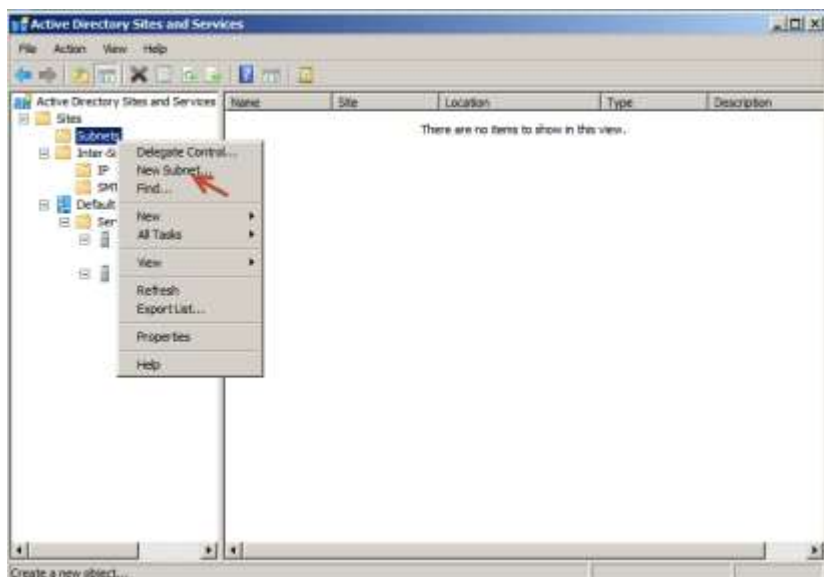 Active Directory Sites and Services
File Action View Help
Active Directory Sites and Services
Name Site Location Type Description
Sites
There are no items to show in this view.
Subnets
Inter-Si
IP
SMT
Default
Ser
Delegate Control...
New Subnet...
Find...
New
All Tasks
View
Refresh
Export List...
Properties
Help
Create a new object...